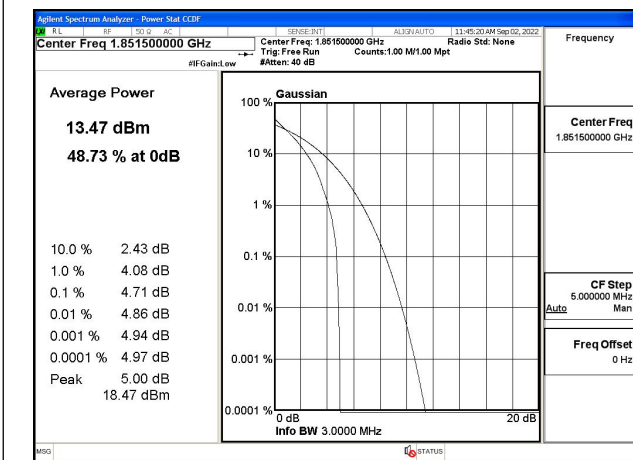 Agilent Spectrum Analyzer - Power Stat CCDF
LXI RL RF 50 Ω AC SENSE:INT ALIGN AUTO 11:45:20 AM Sep 02, 2022
Center Freq 1.851500000 GHz
Center Freq: 1.851500000 GHz Radio Std: None
Trig: Free Run Counts:1.00 M/1.00 Mpt
#IFGain:Low #Atten: 40 dB
Average Power
13.47 dBm
48.73 % at 0dB
10.0 % 2.43 dB
1.0 % 4.08 dB
0.1 % 4.71 dB
0.01 % 4.86 dB
0.001 % 4.94 dB
0.0001 % 4.97 dB
Peak 5.00 dB
18.47 dBm
Gaussian
100 %
10 %
1 %
0.1 %
0.01 %
0.001 %
0.0001 %
0 dB 20 dB
Info BW 3.0000 MHz
Frequency
Center Freq
1.851500000 GHz
CF Step
5.000000 MHz
Auto Man
Freq Offset
0 Hz
MSG STATUS